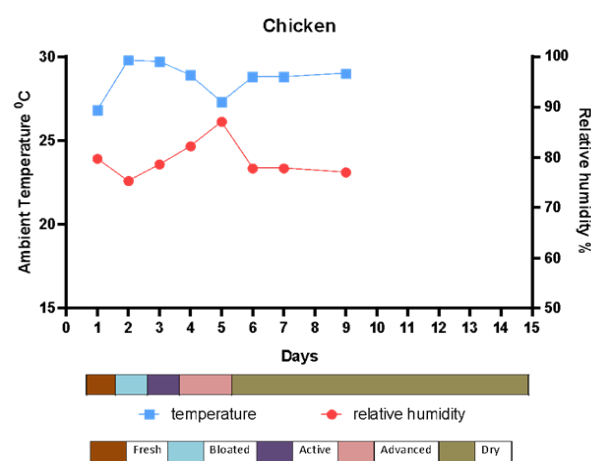 Chicken
30
25
20
15
Ambient Temperature ⁰C
100
90
80
70
60
50
Relative humidity %
0 1 2 3 4 5 6 7 8 9 10 11 12 13 14 15
Days
temperature relative humidity
Fresh Bloated Active Advanced Dry